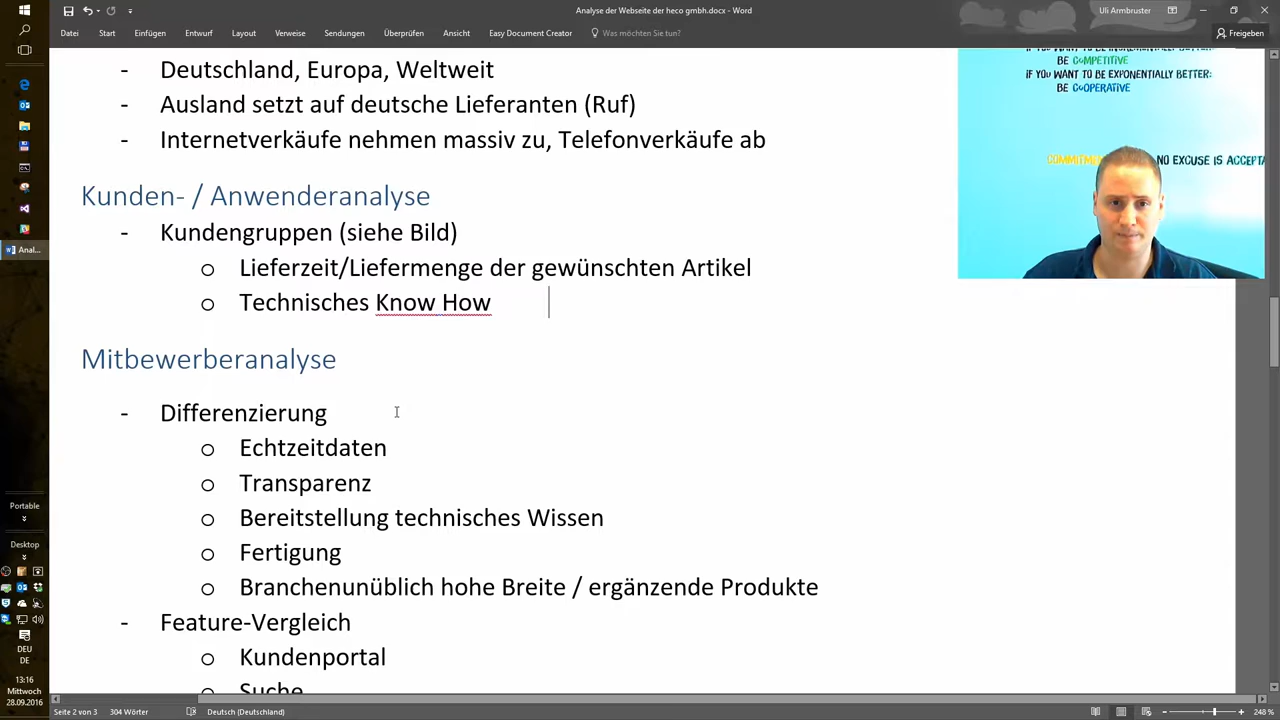 Analyse der Webseite der heco gmbh.docx - Word
Uli Armbruster
Datei Start Einfügen Entwurf Layout Verweise Sendungen Überprüfen Ansicht Easy Document Creator Was möchten Sie tun? Freigeben
- Deutschland, Europa, Weltweit
- Ausland setzt auf deutsche Lieferanten (Ruf)
- Internetverkäufe nehmen massiv zu, Telefonverkäufe ab
Kunden- / Anwenderanalyse
- Kundengruppen (siehe Bild)
o Lieferzeit/Liefermenge der gewünschten Artikel
o Technisches Know How
Mitbewerberanalyse
- Differenzierung
o Echtzeitdaten
o Transparenz
o Bereitstellung technisches Wissen
o Fertigung
o Branchenunüblich hohe Breite / ergänzende Produkte
- Feature-Vergleich
o Kundenportal
o Suche
BE COMPETITIVE
IF YOU WANT TO BE EXPONENTIALLY BETTER:
BE COOPERATIVE
NO EXCUSE IS ACCEPTA
Anal...
Portable
Desktop
DEU
DE
13:16
Mittwoch
28.09.2016
Seite 2 von 3 304 Wörter Deutsch (Deutschland) 248 %